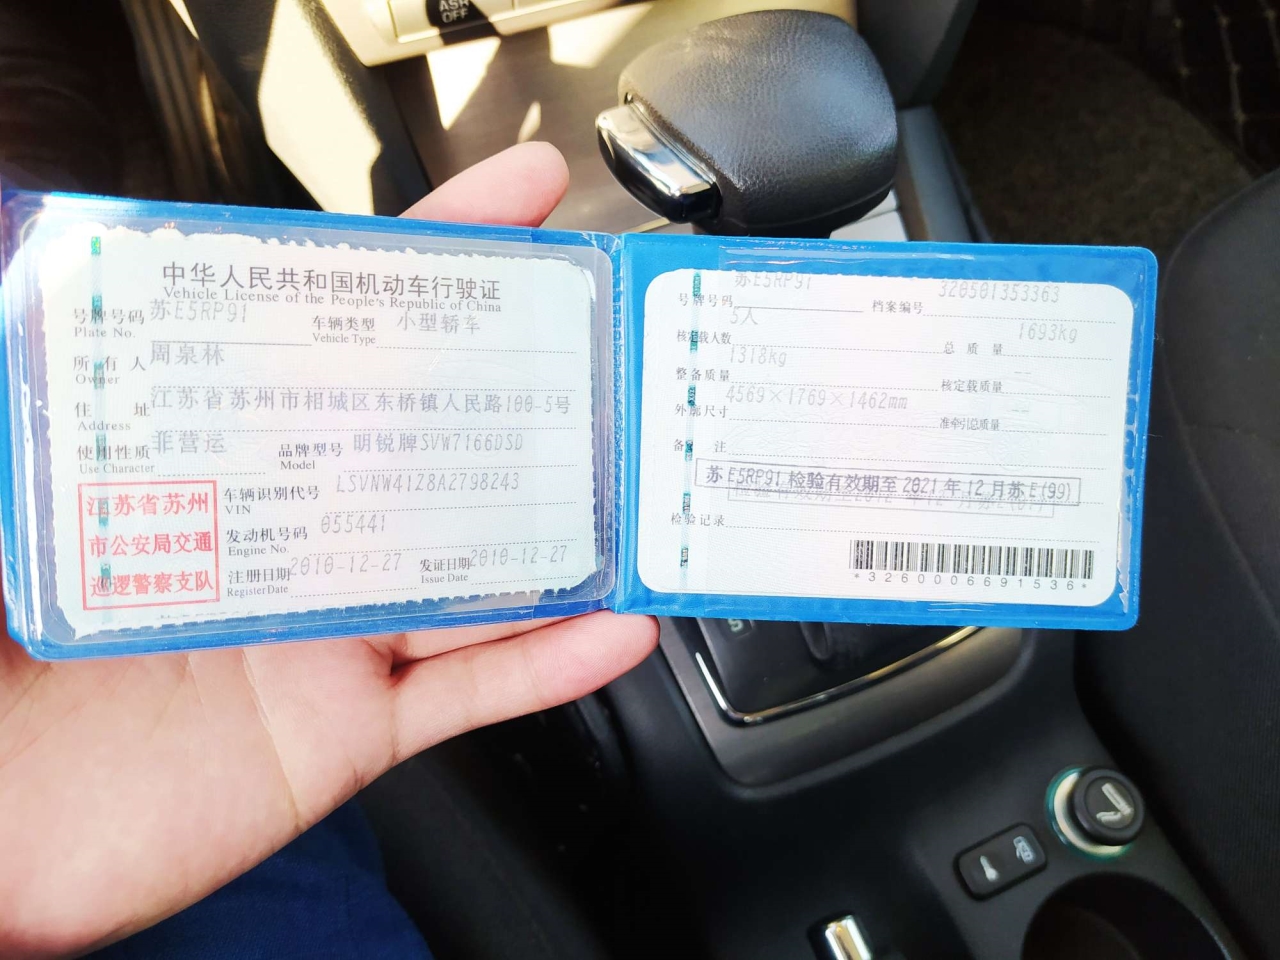 ASR
OFF
中华人民共和国机动车行驶证
Vehicle License of the People's Republic of China
号牌号码 苏E5RP91 车辆类型 小型轿车
Plate No. Vehicle Type
所有人 周泉林
Owner
住址 江苏省苏州市相城区东桥镇人民路100-5号
Address
使用性质 非营运 品牌型号 明锐牌SVW7166DSD
Use Character Model
江苏省苏州
市公安局交通
巡逻警察支队
车辆识别代号 LSVNW41Z8A2798243
VIN
发动机号码 055441
Engine No.
注册日期 2010-12-27 发证日期 2010-12-27
Register Date Issue Date
号牌号码 苏E5RP91 档案编号 320501353363
核定载人数 5人 总质量 1693kg
整备质量 1318kg 核定载质量 --
外廓尺寸 4569×1769×1462mm 准牵引总质量 --
备注
苏E5RP91检验有效期至2021年12月苏E(99)
检验记录
*3260006691536*
S